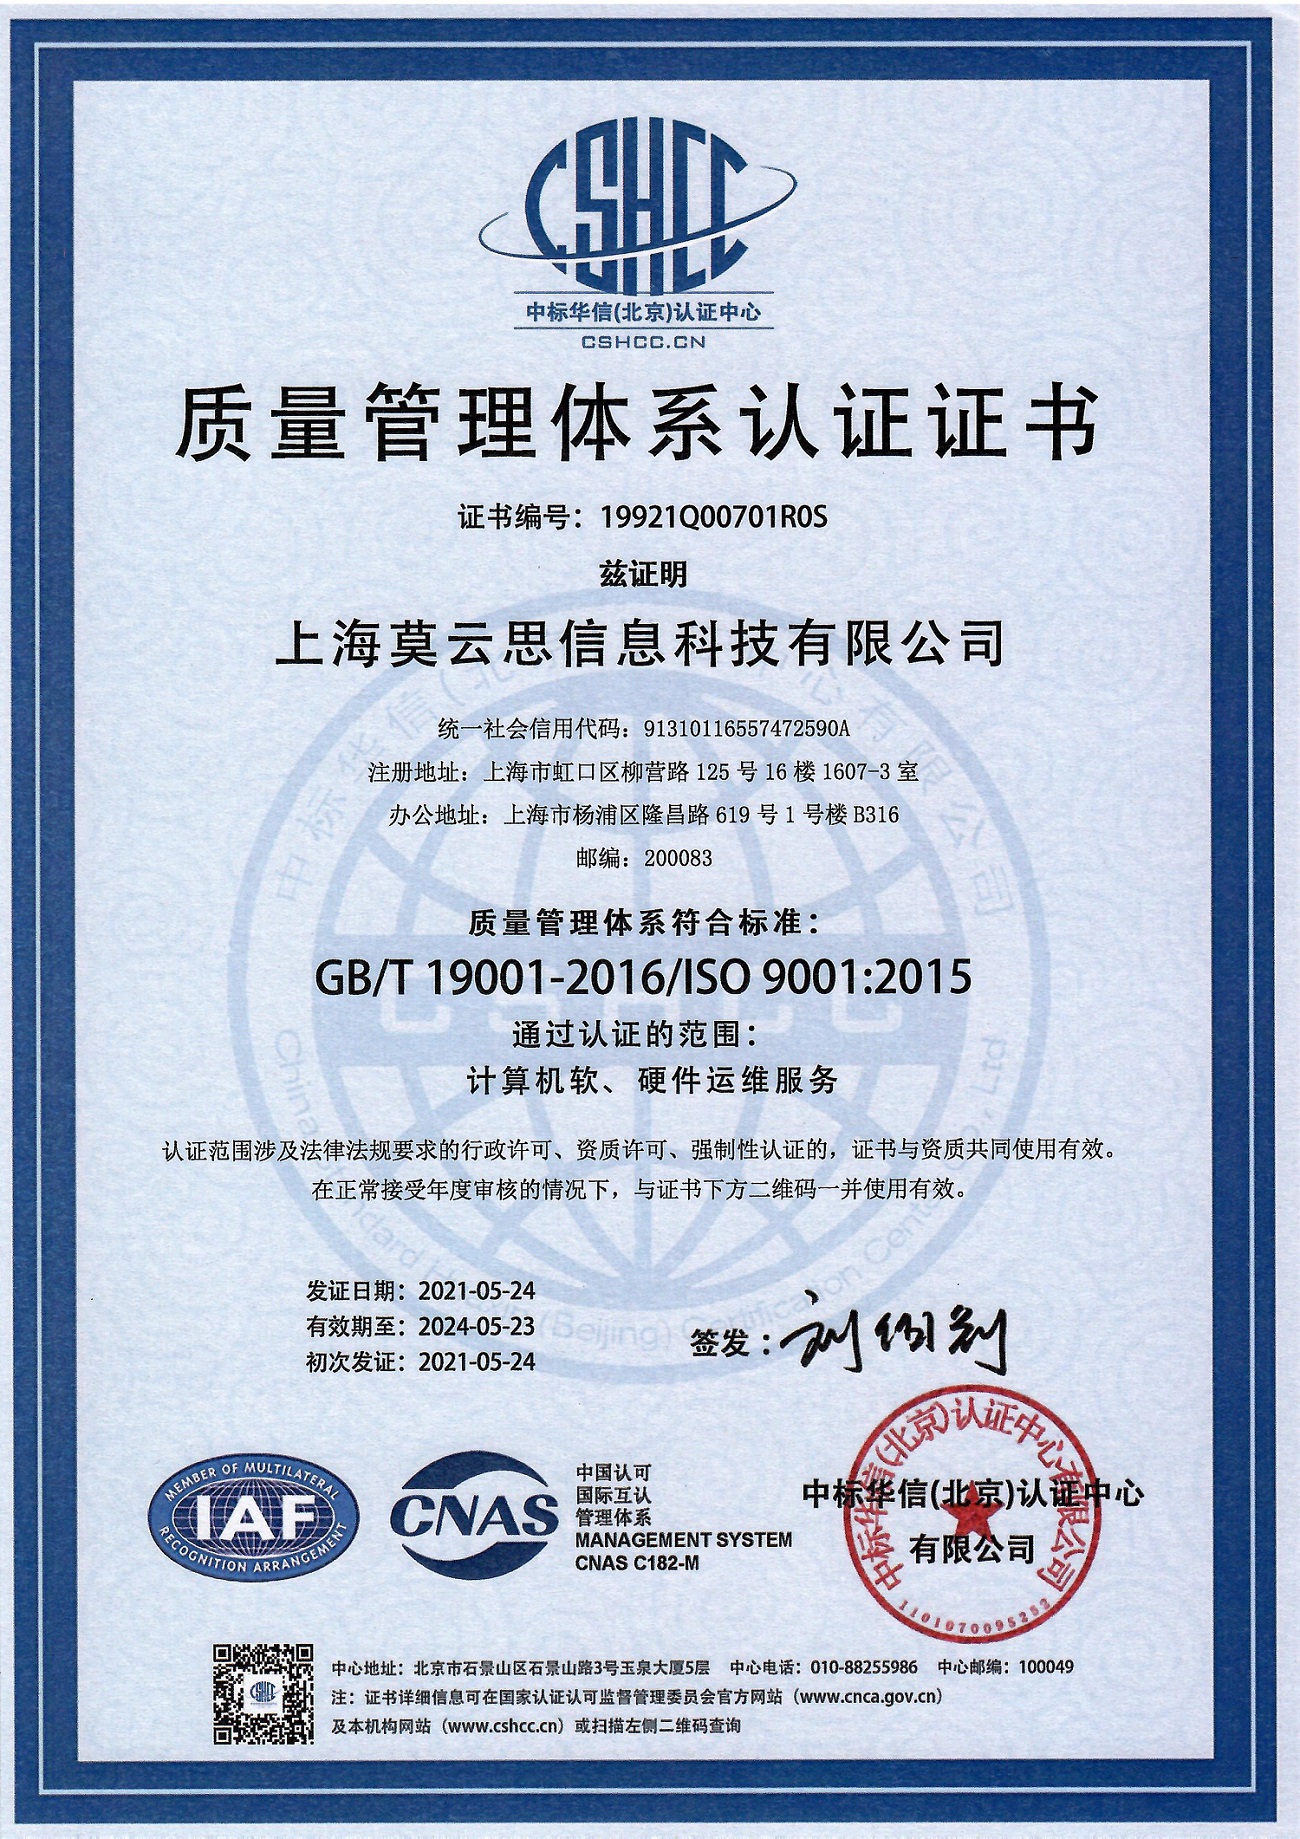 CSHCC
中标华信(北京)认证中心
CSHCC.CN
质量管理体系认证证书
证书编号：19921Q00701R0S
兹证明
上海莫云思信息科技有限公司
统一社会信用代码：91310116557472590A
注册地址：上海市虹口区柳营路 125 号 16 楼 1607-3 室
办公地址：上海市杨浦区隆昌路 619 号 1 号楼 B316
邮编：200083
质量管理体系符合标准：
GB/T 19001-2016/ISO 9001:2015
通过认证的范围：
计算机软、硬件运维服务
认证范围涉及法律法规要求的行政许可、资质许可、强制性认证的，证书与资质共同使用有效。
在正常接受年度审核的情况下，与证书下方二维码一并使用有效。
发证日期：2021-05-24
有效期至：2024-05-23
初次发证：2021-05-24
签发：
MEMBER OF MULTILATERAL
IAF
RECOGNITION ARRANGEMENT
CNAS
中国认可
国际互认
管理体系
MANAGEMENT SYSTEM
CNAS C182-M
中标华信(北京)认证中心
有限公司
中标华信(北京)认证中心有限公司
1101070095252
中心地址：北京市石景山区石景山路3号玉泉大厦5层 中心电话：010-88255986 中心邮编：100049
注：证书详细信息可在国家认证认可监督管理委员会官方网站（www.cnca.gov.cn）
及本机构网站（www.cshcc.cn）或扫描左侧二维码查询